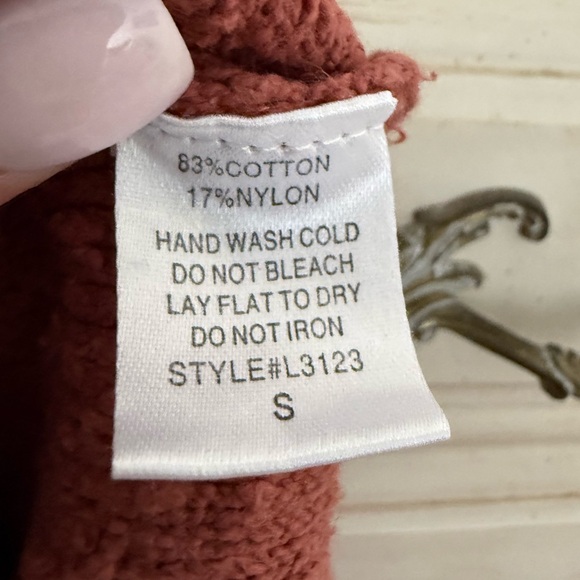 83%COTTON
17%NYLON
HAND WASH COLD
DO NOT BLEACH
LAY FLAT TO DRY
DO NOT IRON
STYLE#L3123
S